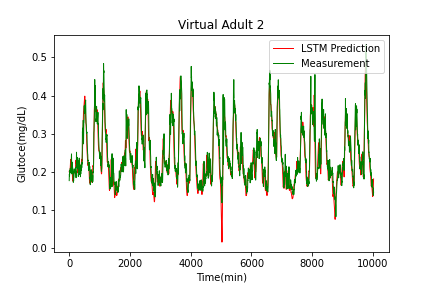 Virtual Adult 2
LSTM Prediction
Measurement
Glutoce(mg/dL)
0.5
0.4
0.3
0.2
0.1
0.0
0
2000
4000
6000
8000
10000
Time(min)